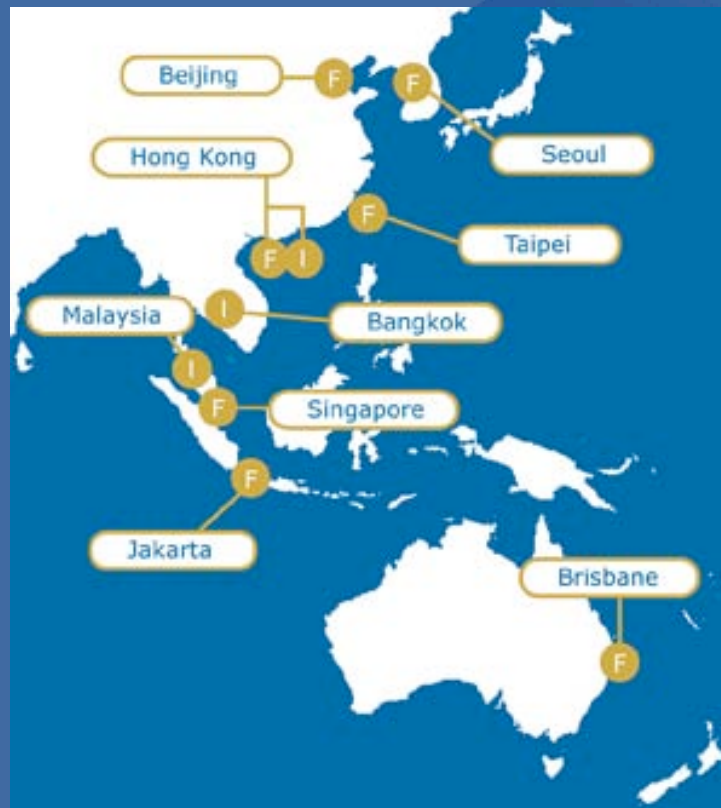 Beijing
F
F
Seoul
Hong Kong
F
Taipei
F
I
Malaysia
I
Bangkok
I
F
Singapore
F
Jakarta
Brisbane
F